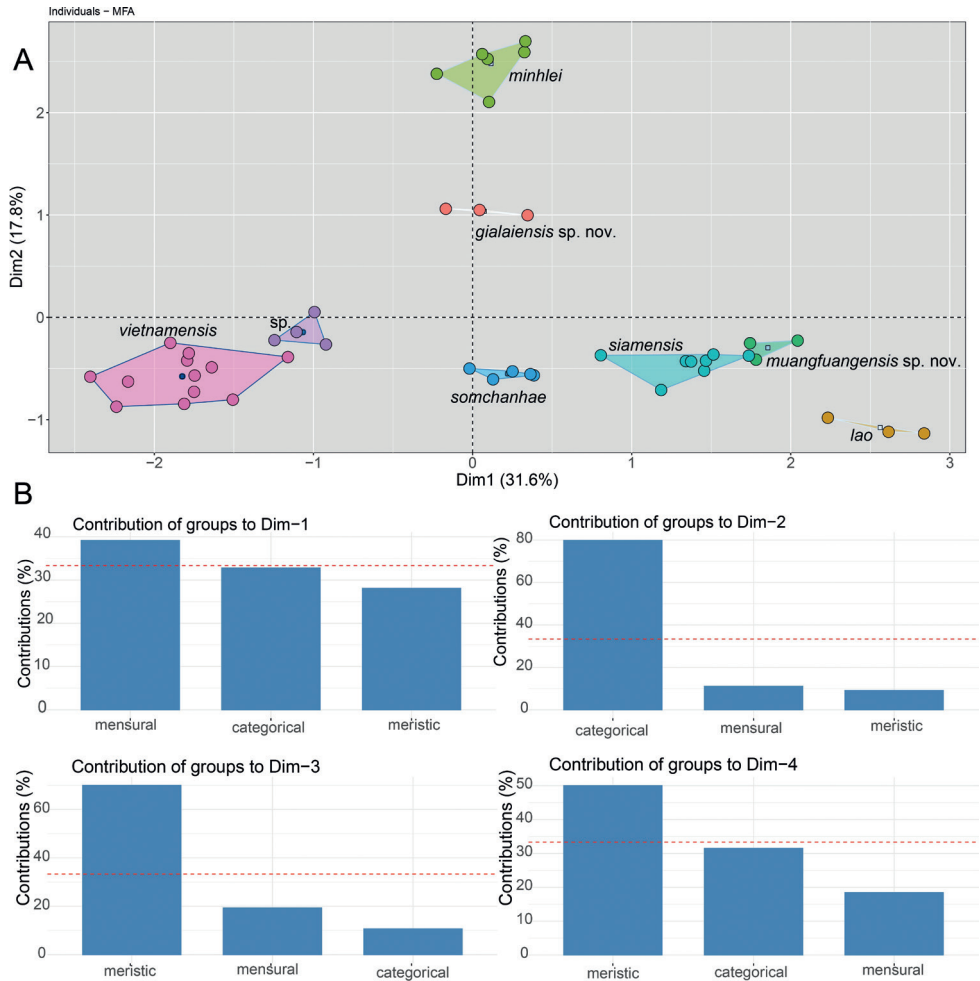 Individuals – MFA
A
minhlei
2
1
gialaiensis sp. nov.
Dim2 (17.8%)
0
sp.
vietnamensis
siamensis
muangfuangensis sp. nov.
somchanhae
−1
lao
−2 −1 0 1 2 3
Dim1 (31.6%)
B
Contribution of groups to Dim−1
Contributions (%)
40
30
20
10
0
mensural categorical meristic
Contribution of groups to Dim−2
Contributions (%)
80
60
40
20
0
categorical mensural meristic
Contribution of groups to Dim−3
Contributions (%)
60
40
20
0
meristic mensural categorical
Contribution of groups to Dim−4
Contributions (%)
50
40
30
20
10
0
meristic categorical mensural